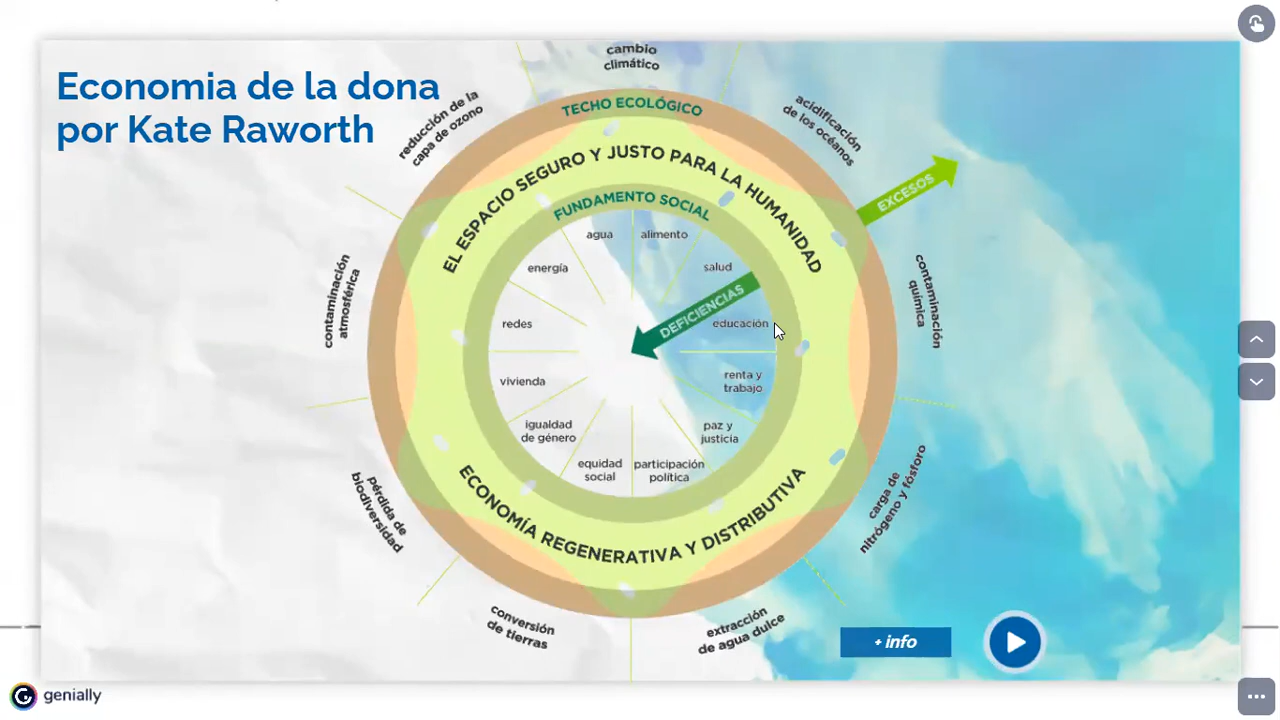 Economia de la dona
por Kate Raworth
cambio
climático
reducción de la
capa de ozono
acidificación
de los océanos
TECHO ECOLÓGICO
EL ESPACIO SEGURO Y JUSTO PARA LA HUMANIDAD
EXCESOS
FUNDAMENTO SOCIAL
agua
alimento
energía
salud
DEFICIENCIAS
redes
educación
contaminación
atmosférica
contaminación
química
vivienda
renta y
trabajo
igualdad
de género
paz y
justicia
equidad
social
participación
política
ECONOMÍA REGENERATIVA Y DISTRIBUTIVA
pérdida de
biodiversidad
carga de
nitrógeno y fósforo
conversión
de tierras
extracción
de agua dulce
+ info
genially